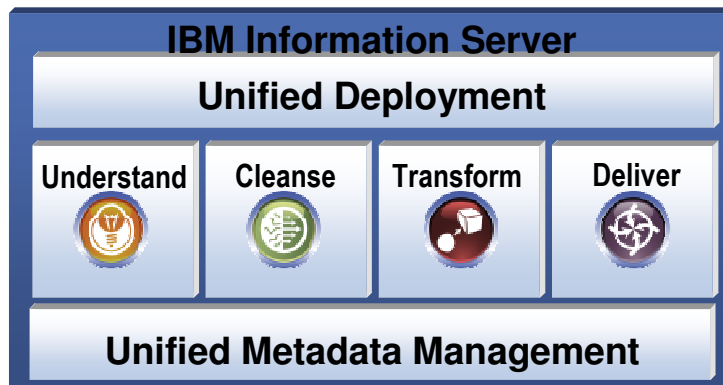 IBM Information Server
Unified Deployment
Understand
Cleanse
Transform
Deliver
Unified Metadata Management